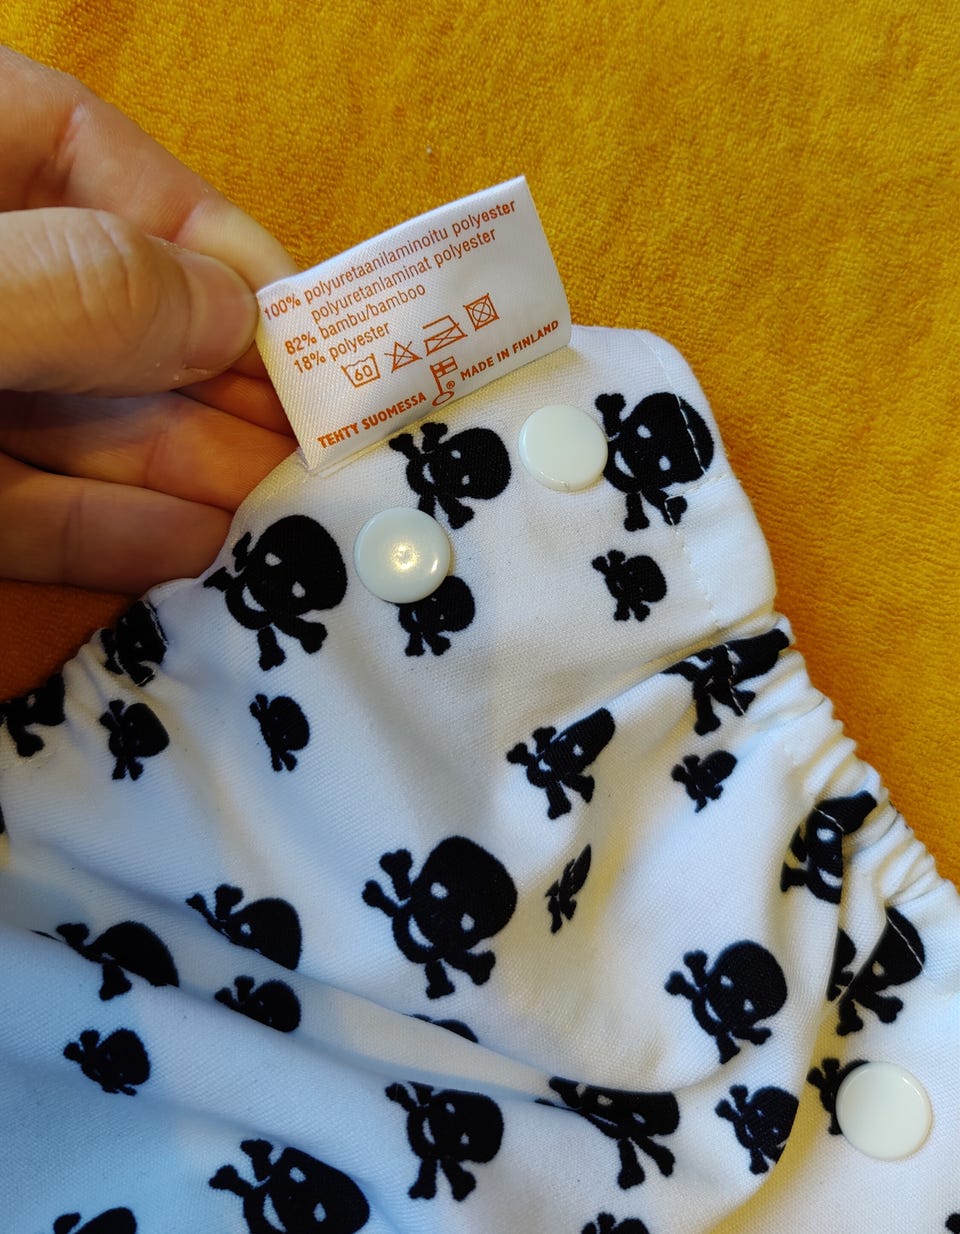 100% polyuretaanilaminoitu polyester
polyuretanlaminat polyester
82% bambu/bamboo
18% polyester
60
TEHTY SUOMESSA ® MADE IN FINLAND